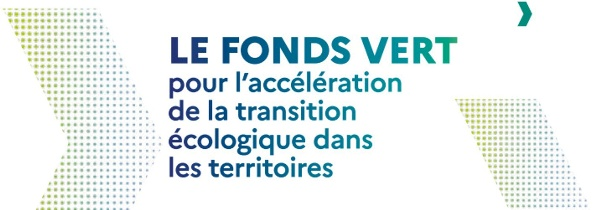 LE FONDS VERT
pour l’accélération
de la transition
écologique dans
les territoires